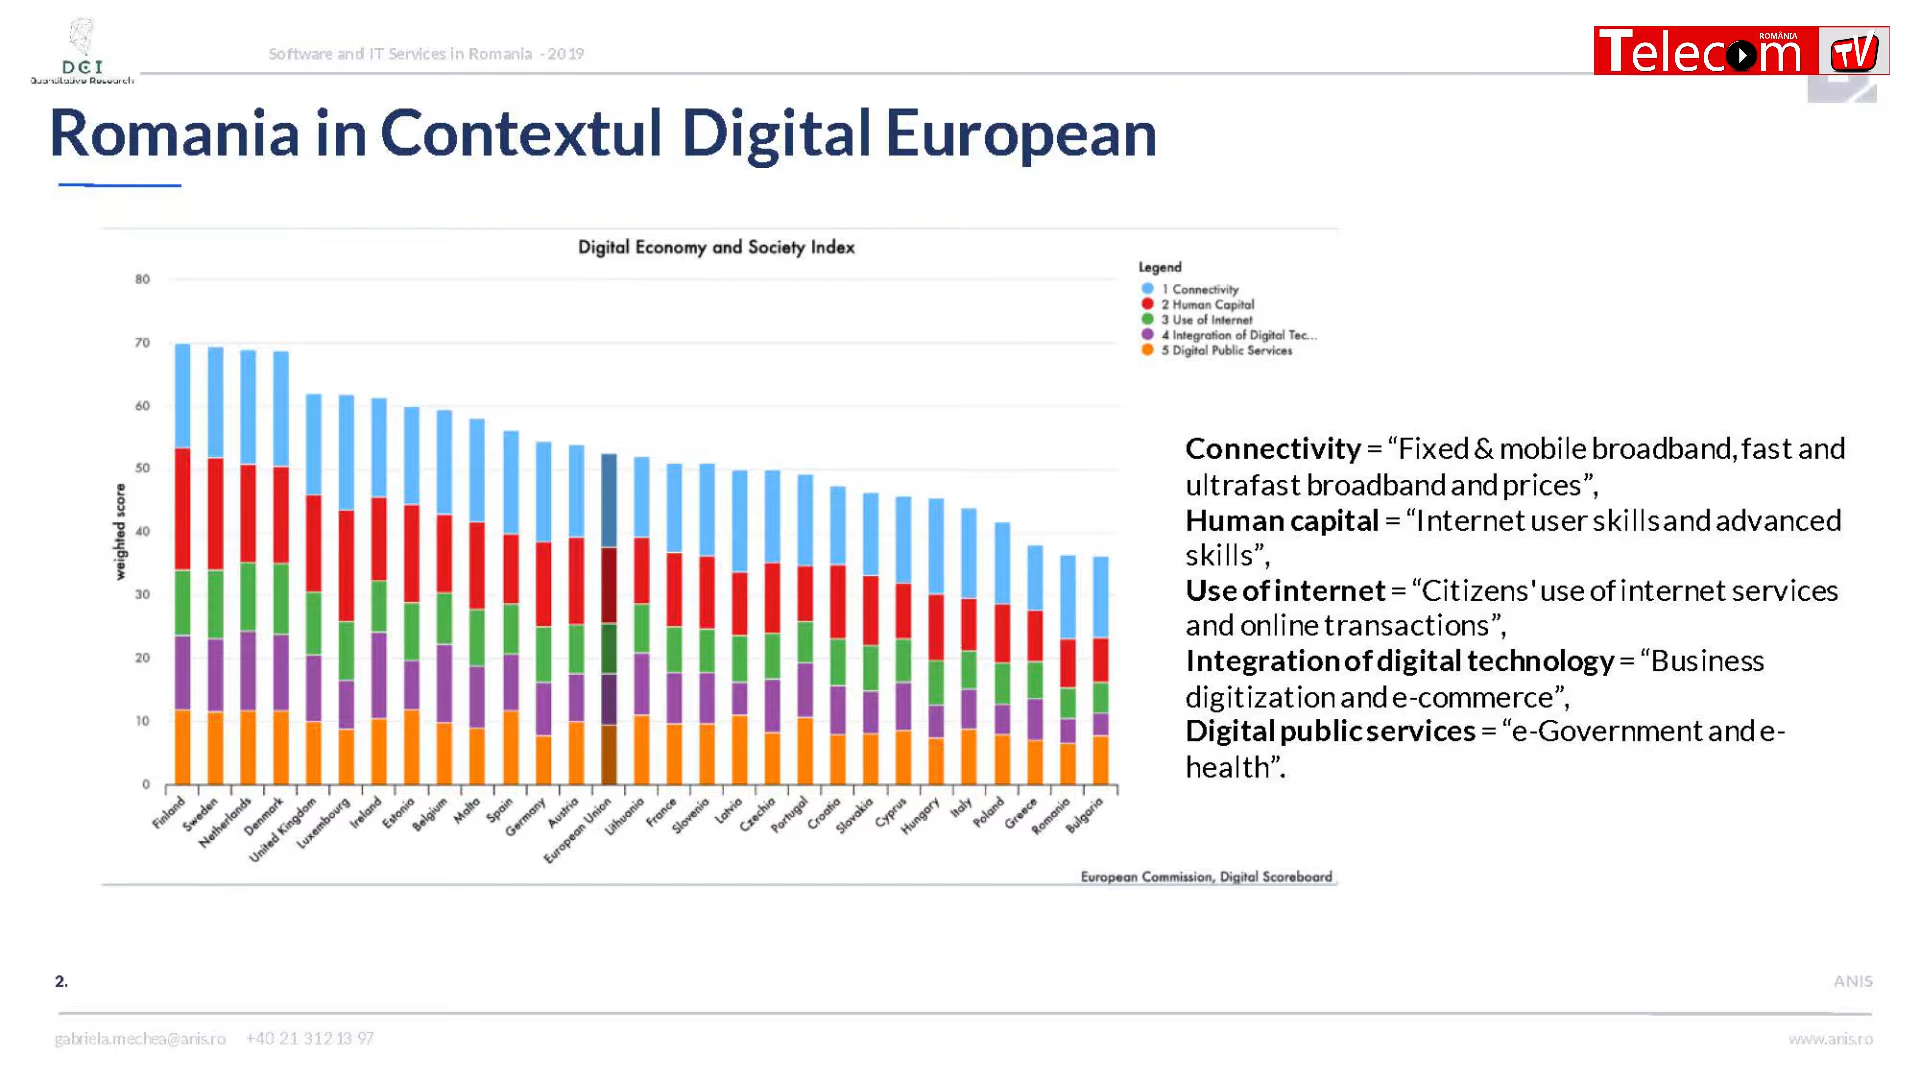 DCI
Quantitative Research
Software and IT Services in Romania - 2019
Telecom
ROMÂNIA
TV
Romania in Contextul Digital European
Digital Economy and Society Index
Legend
1 Connectivity
2 Human Capital
3 Use of Internet
4 Integration of Digital Tec...
5 Digital Public Services
80
70
60
50
40
30
20
10
0
weighted score
Finland
Sweden
Netherlands
Denmark
United Kingdom
Luxembourg
Ireland
Estonia
Belgium
Malta
Spain
Germany
Austria
European Union
Lithuania
France
Slovenia
Latvia
Czechia
Portugal
Croatia
Slovakia
Cyprus
Hungary
Italy
Poland
Greece
Romania
Bulgaria
European Commission, Digital Scoreboard
Connectivity = “Fixed & mobile broadband, fast and
ultrafast broadband and prices”,
Human capital = “Internet user skills and advanced
skills”,
Use of internet = “Citizens' use of internet services
and online transactions”,
Integration of digital technology = “Business
digitization and e-commerce”,
Digital public services = “e-Government and e-
health”.
2.
ANIS
gabriela.mechea@anis.ro +40 21 312 13 97
www.anis.ro